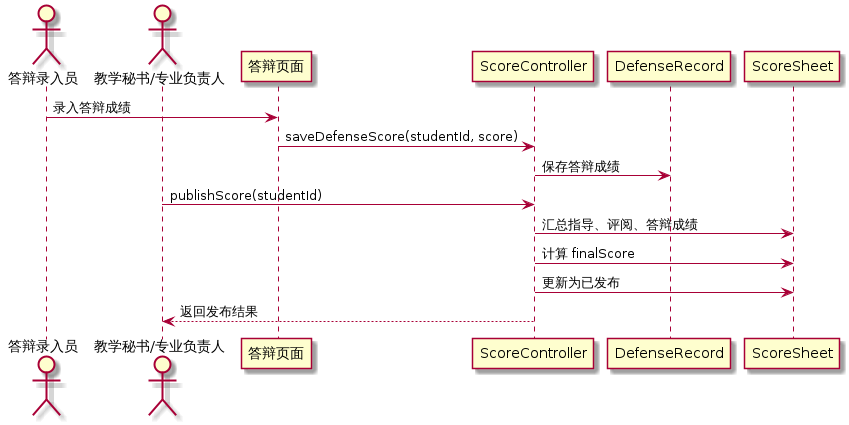 答辩录入员
教学秘书/专业负责人
答辩页面
ScoreController
DefenseRecord
ScoreSheet
录入答辩成绩
saveDefenseScore(studentId, score)
保存答辩成绩
publishScore(studentId)
汇总指导、评阅、答辩成绩
计算 finalScore
更新为已发布
返回发布结果
答辩录入员
教学秘书/专业负责人
答辩页面
ScoreController
DefenseRecord
ScoreSheet